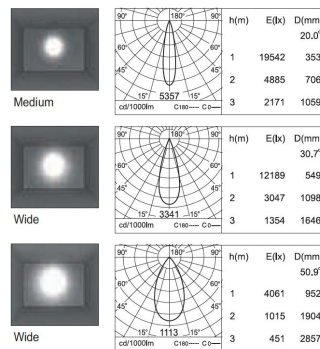 90° 180° 90°
60° 60°
45° 45°
15° 5357 15°
cd/1000lm C180----- C0—
h(m) E(lx) D(mm
20.0°
1 19542 353
2 4885 706
3 2171 1059
Medium
90° 180° 90°
60° 60°
45° 45°
15° 3341 15°
cd/1000lm C180----- C0—
h(m) E(lx) D(mm
30.7°
1 12189 549
2 3047 1098
3 1354 1646
Wide
90° 180° 90°
60° 60°
45° 45°
15° 1113 15°
cd/1000lm C180----- C0—
h(m) E(lx) D(mm
50.9°
1 4061 952
2 1015 1904
3 451 2857
Wide